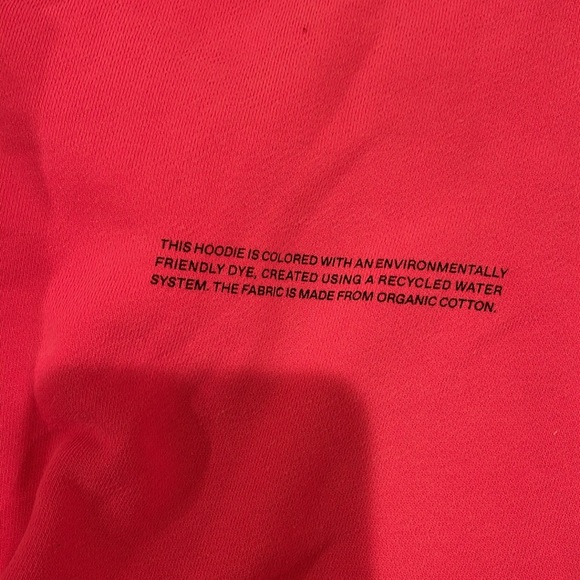 THIS HOODIE IS COLORED WITH AN ENVIRONMENTALLY
FRIENDLY DYE, CREATED USING A RECYCLED WATER
SYSTEM. THE FABRIC IS MADE FROM ORGANIC COTTON.